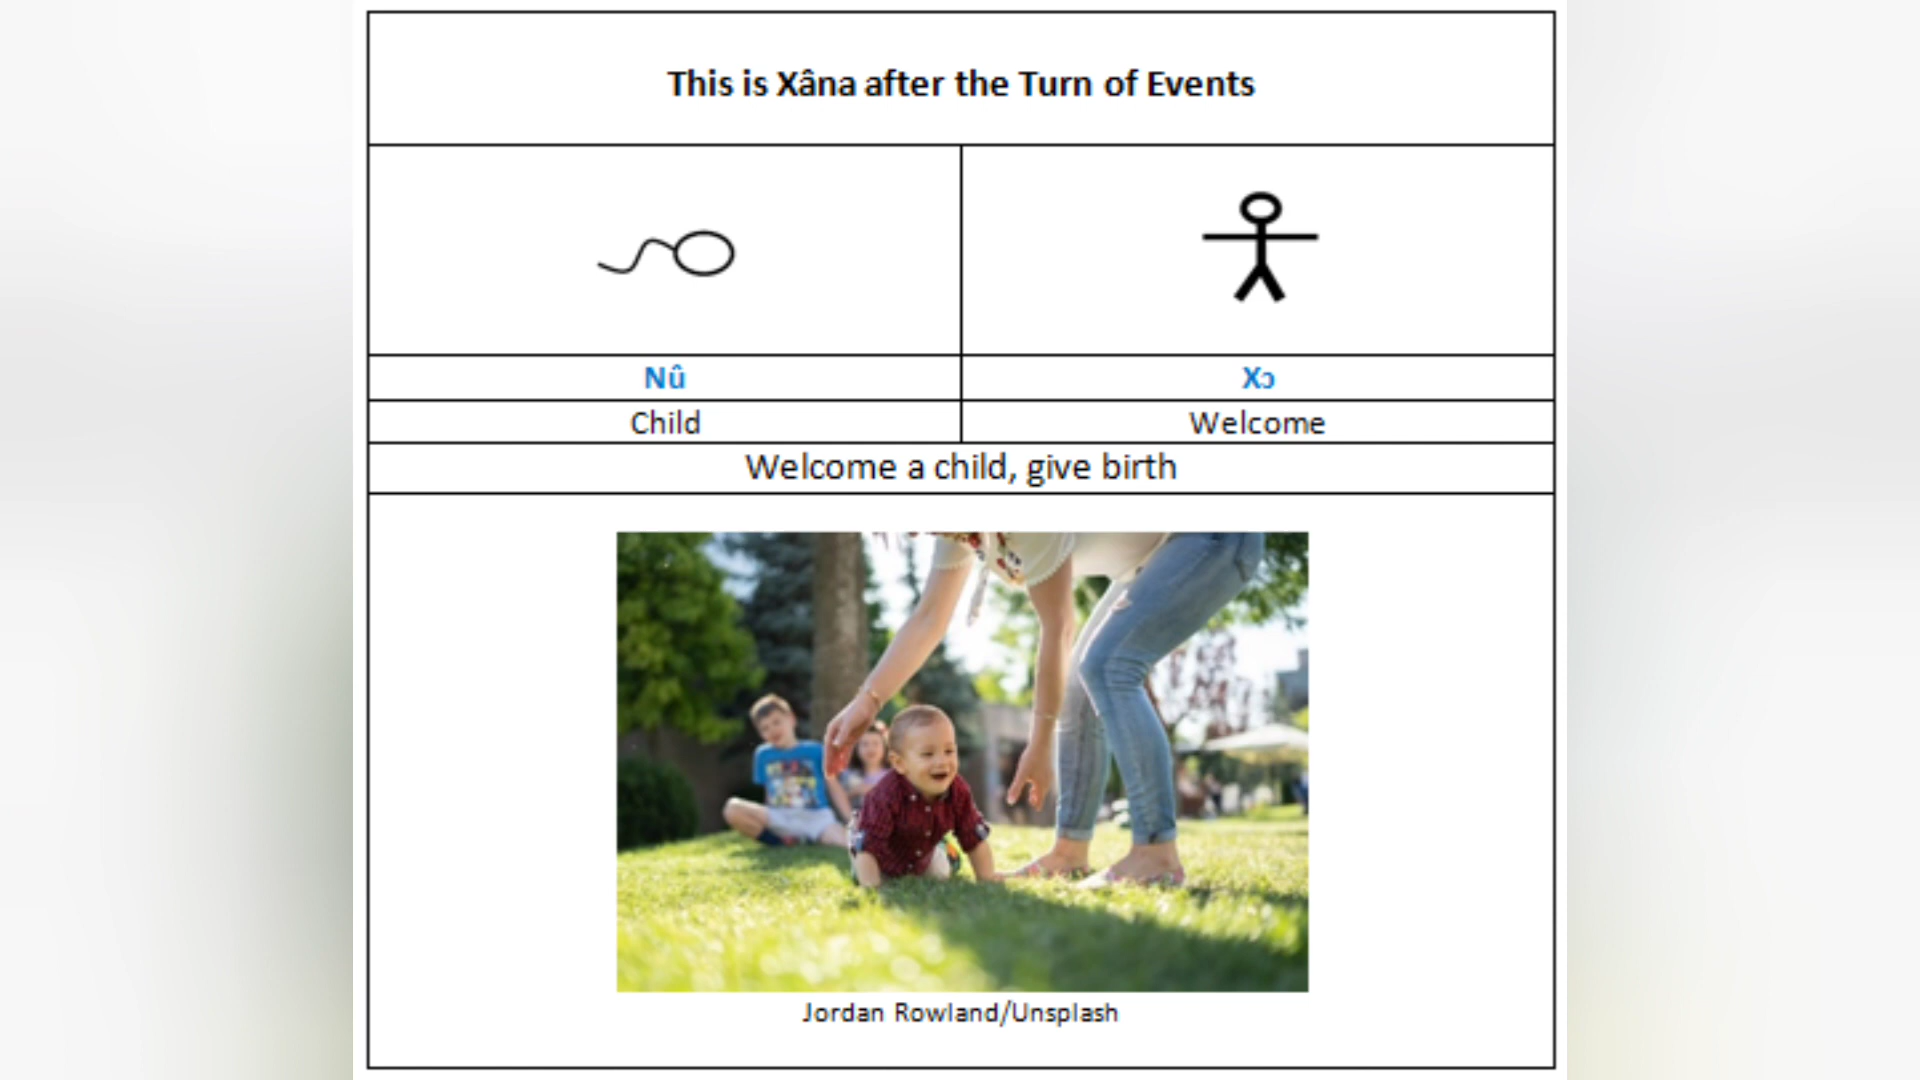 This is Xâna after the Turn of Events
Nû
Xɔ
Child
Welcome
Welcome a child, give birth
Jordan Rowland/Unsplash